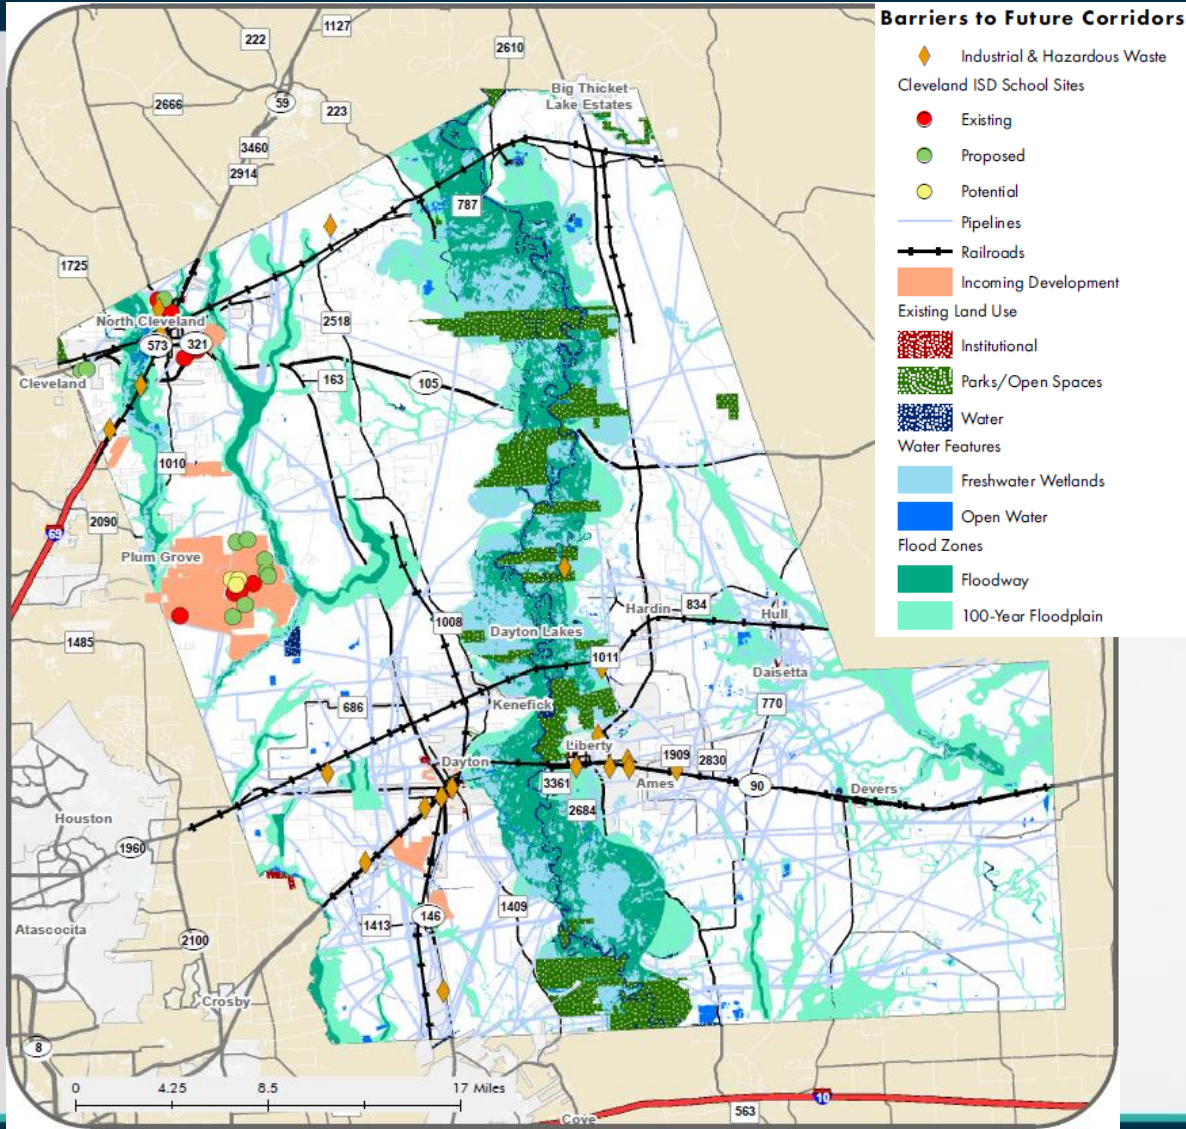 Barriers to Future Corridors
Industrial & Hazardous Waste
Cleveland ISD School Sites
Existing
Proposed
Potential
Pipelines
Railroads
Incoming Development
Existing Land Use
Institutional
Parks/Open Spaces
Water
Water Features
Freshwater Wetlands
Open Water
Flood Zones
Floodway
100-Year Floodplain
1127
222
2610
Big Thicket
Lake Estates
2666
59
223
3460
2914
787
1725
North Cleveland
2518
573
321
Cleveland
163
105
1010
69
2090
Plum Grove
Hardin
834
Hull
1008
Dayton Lakes
1485
1011
Daisetta
686
Kenefick
770
Liberty
Dayton
1909
2830
3361
Ames
90
Devers
2684
Houston
1960
1409
146
1413
Atascocita
2100
Crosby
8
0
4.25
8.5
17 Miles
10
563
Cove